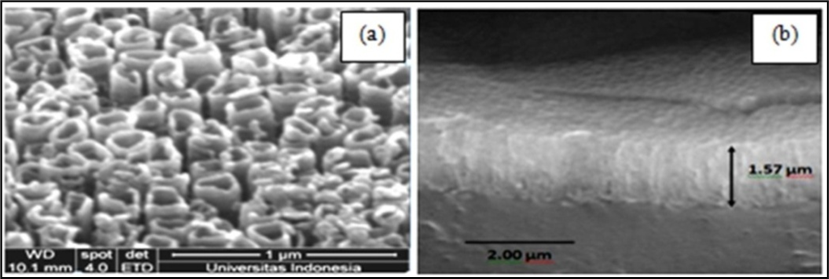 (a)
WD spot det 1 µm
10.1 mm 4.0 ETD Universitas Indonesia
(b)
1.57 µm
2.00 µm